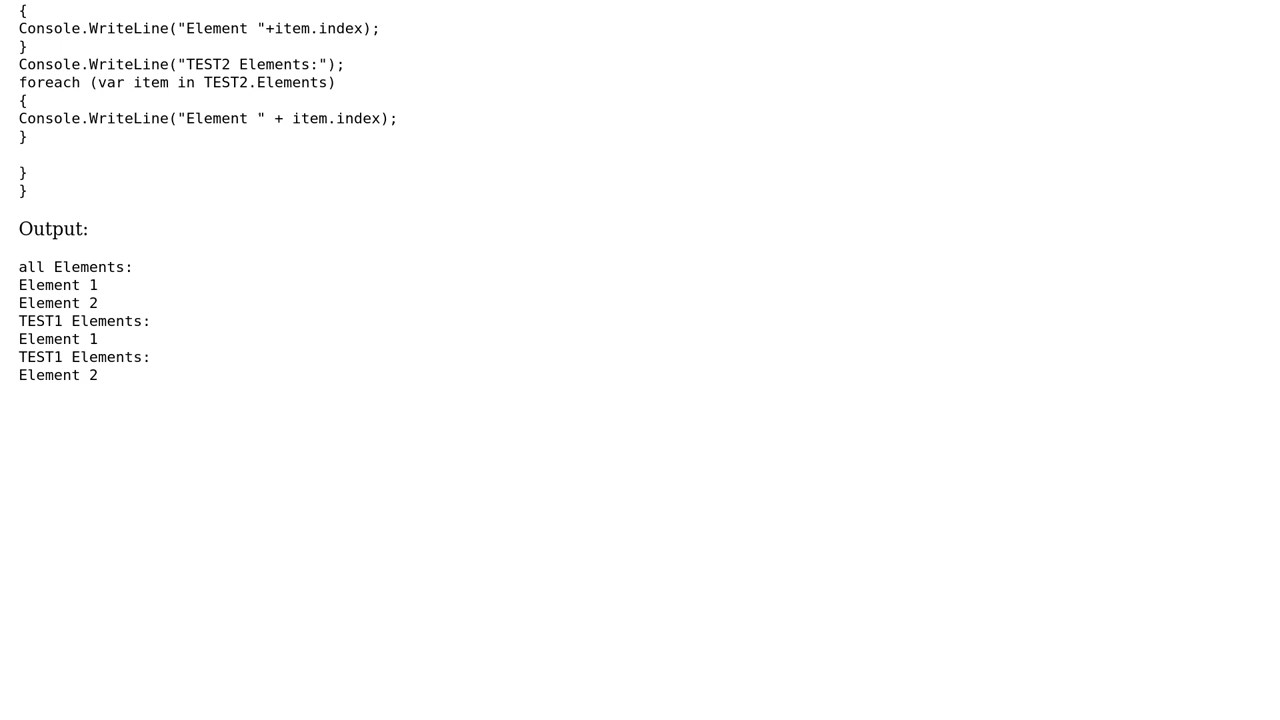 {
Console.WriteLine("Element "+item.index);
}
Console.WriteLine("TEST2 Elements:");
foreach (var item in TEST2.Elements)
{
Console.WriteLine("Element " + item.index);
}

}
}

Output:

all Elements:
Element 1
Element 2
TEST1 Elements:
Element 1
TEST1 Elements:
Element 2